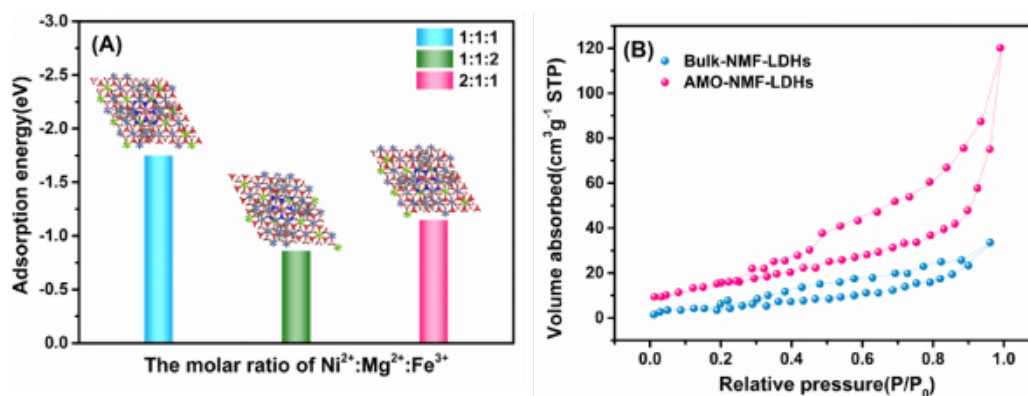 (A)
1:1:1
1:1:2
2:1:1
Adsorption energy(eV)
-3.0
-2.5
-2.0
-1.5
-1.0
-0.5
0.0
The molar ratio of Ni²⁺:Mg²⁺:Fe³⁺
(B)
Bulk-NMF-LDHs
AMO-NMF-LDHs
Volume absorbed(cm³g⁻¹ STP)
120
100
80
60
40
20
0
0.0 0.2 0.4 0.6 0.8 1.0
Relative pressure(P/P₀)